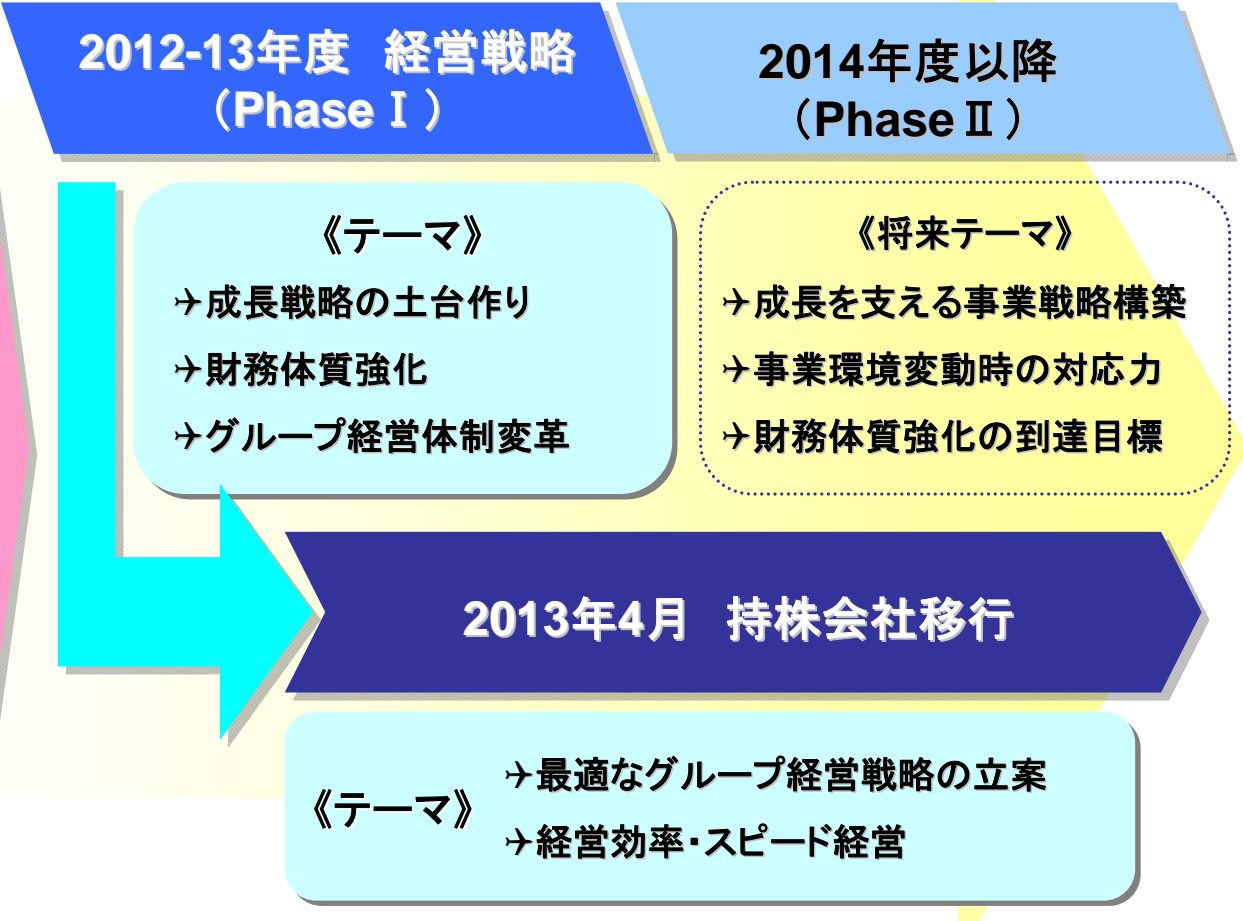 2012-13年度　経営戦略
（PhaseⅠ）
2014年度以降
（PhaseⅡ）
《テーマ》
✈成長戦略の土台作り
✈財務体質強化
✈グループ経営体制変革
《将来テーマ》
✈成長を支える事業戦略構築
✈事業環境変動時の対応力
✈財務体質強化の到達目標
2013年4月　持株会社移行
《テーマ》
✈最適なグループ経営戦略の立案
✈経営効率・スピード経営